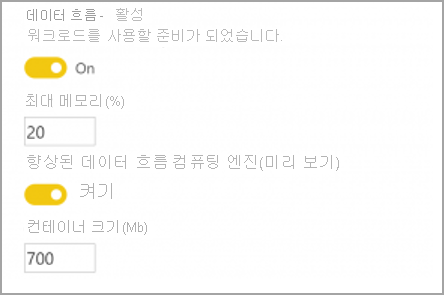 데이터 흐름 - 활성
워크로드를 사용할 준비가 되었습니다.
On
최대 메모리(%)
20
향상된 데이터 흐름 컴퓨팅 엔진(미리 보기)
켜기
컨테이너 크기(Mb)
700